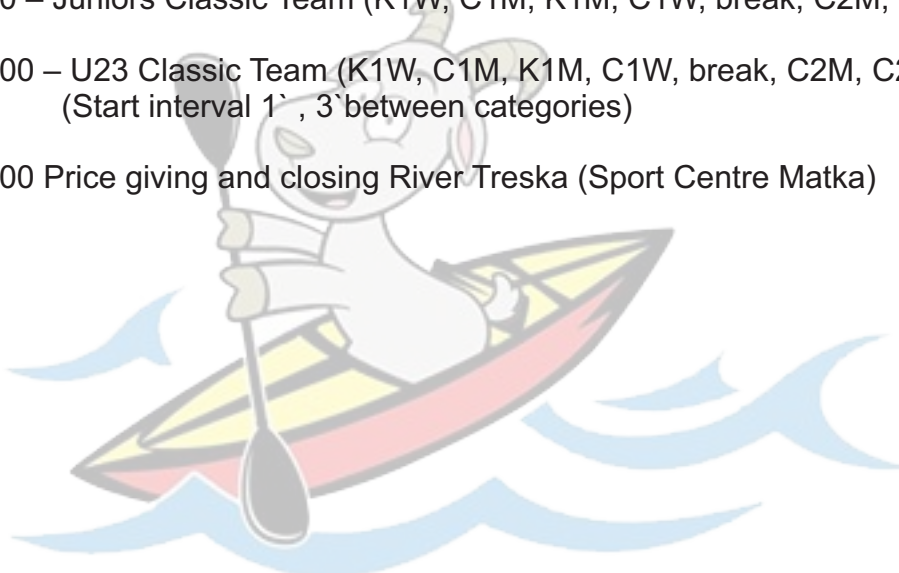 0 – Juniors Classic Team (K1W, C1M, K1M, C1W, break, C2M,
00 – U23 Classic Team (K1W, C1M, K1M, C1W, break, C2M,
(Start interval 1` , 3`between categories)
00 Price giving and closing River Treska (Sport Centre Matka)